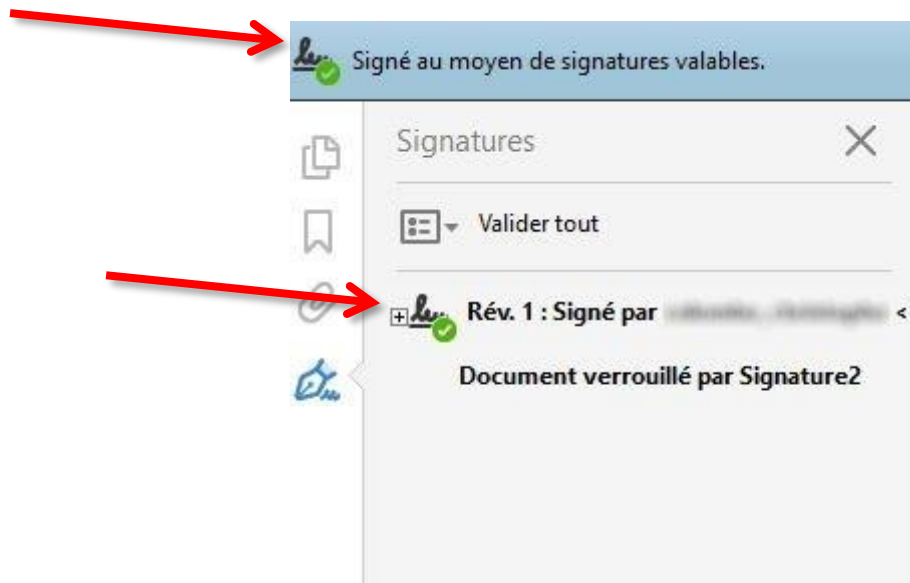 Signé au moyen de signatures valables.
Signatures
Valider tout
Rév. 1 : Signé par <
Document verrouillé par Signature2